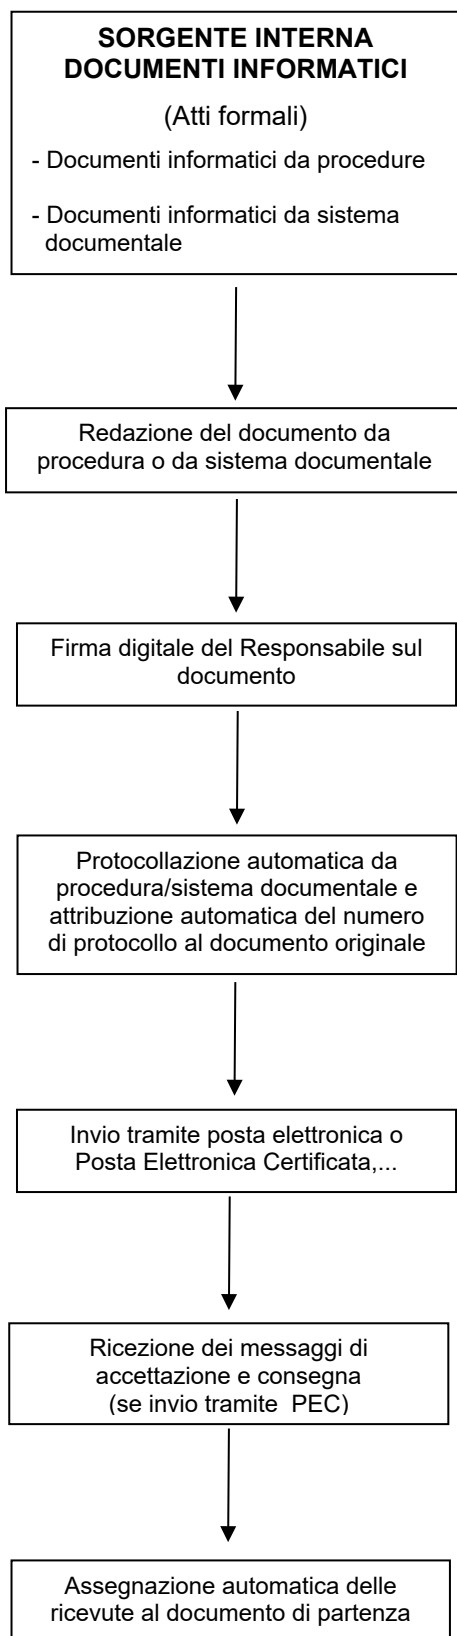 SORGENTE INTERNA
DOCUMENTI INFORMATICI
(Atti formali)
- Documenti informatici da procedure
- Documenti informatici da sistema
documentale
Redazione del documento da
procedura o da sistema documentale
Firma digitale del Responsabile sul
documento
Protocollazione automatica da
procedura/sistema documentale e
attribuzione automatica del numero
di protocollo al documento originale
Invio tramite posta elettronica o
Posta Elettronica Certificata,...
Ricezione dei messaggi di
accettazione e consegna
(se invio tramite PEC)
Assegnazione automatica delle
ricevute al documento di partenza